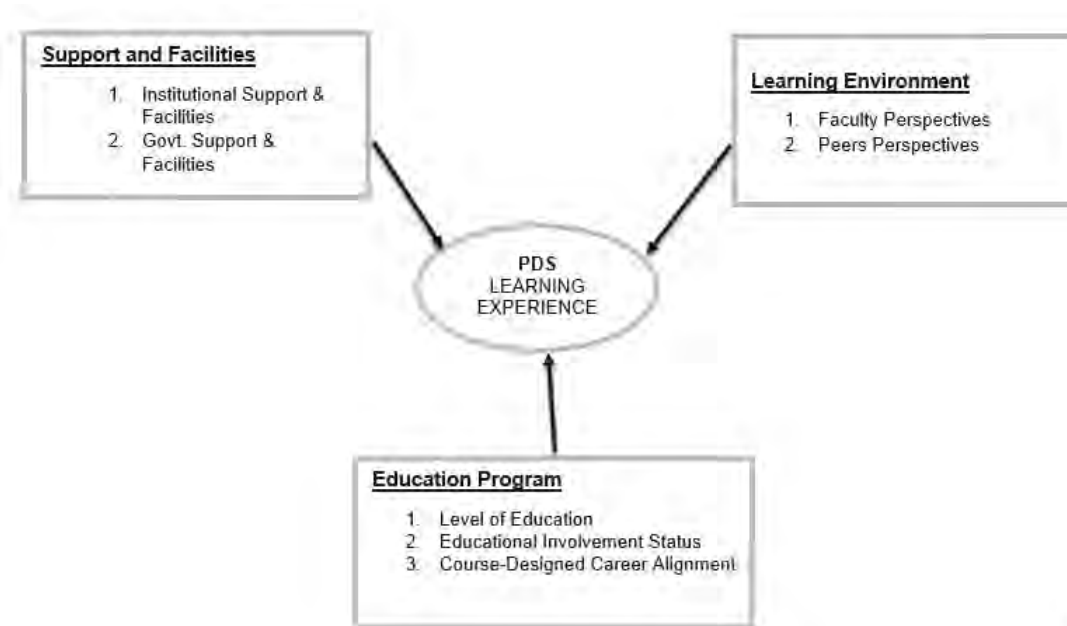 Support and Facilities
1. Institutional Support &
Facilities
2. Govt. Support &
Facilities
Learning Environment
1. Faculty Perspectives
2. Peers Perspectives
PDS
LEARNING
EXPERIENCE
Education Program
1. Level of Education
2. Educational Involvement Status
3. Course-Designed Career Alignment